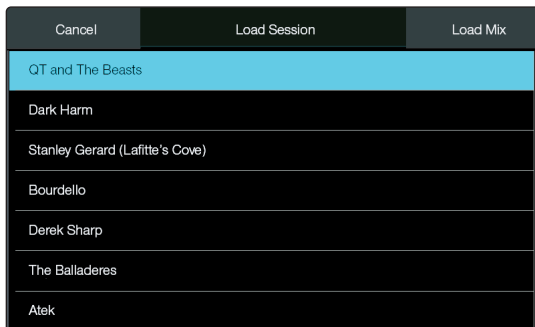 Cancel Load Session Load Mix
QT and The Beasts
Dark Harm
Stanley Gerard (Lafitte's Cove)
Bourdello
Derek Sharp
The Balladeres
Atek